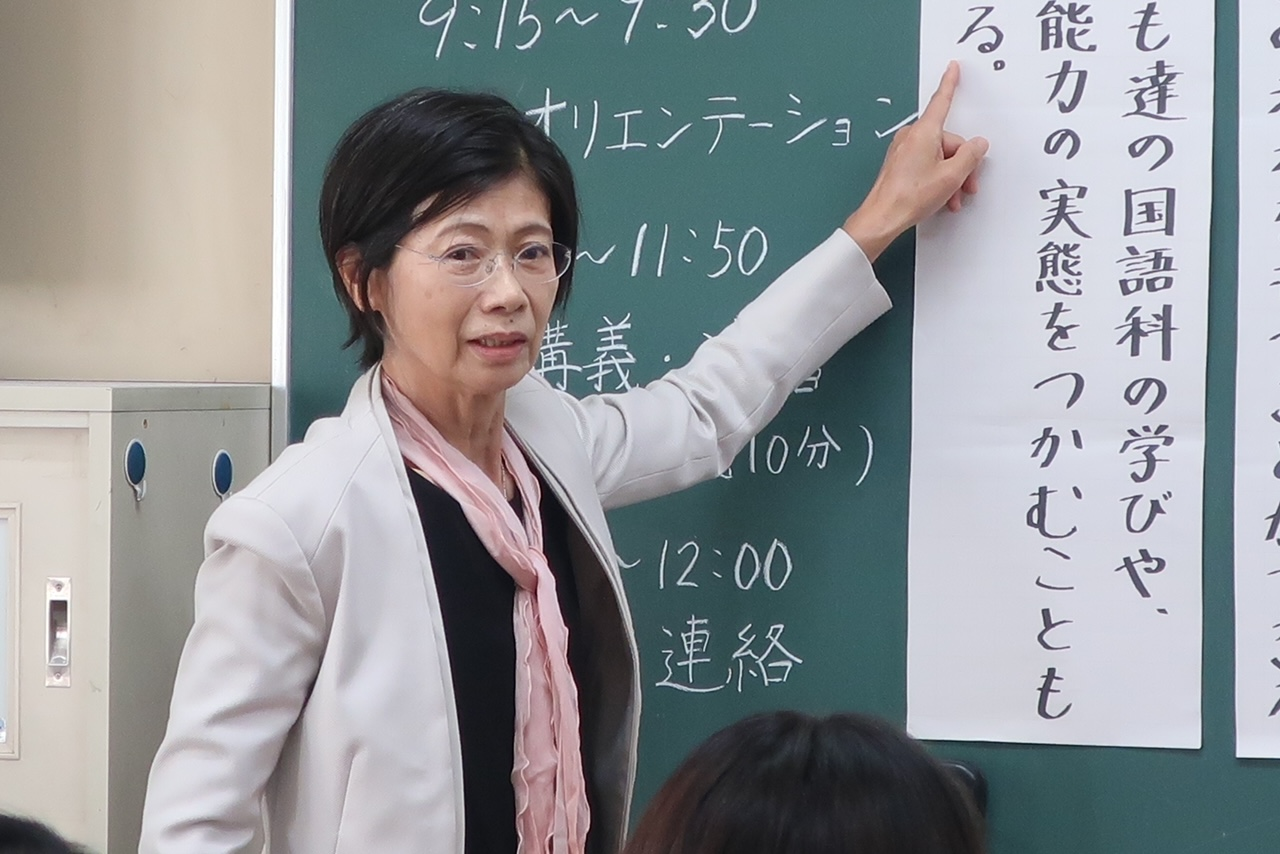 9:15～9:30
オリエンテーション
～11:50
講義・
10分)
～12:00
連絡
も達の国語科の学びや、
能力の実態をつかむことも
る。